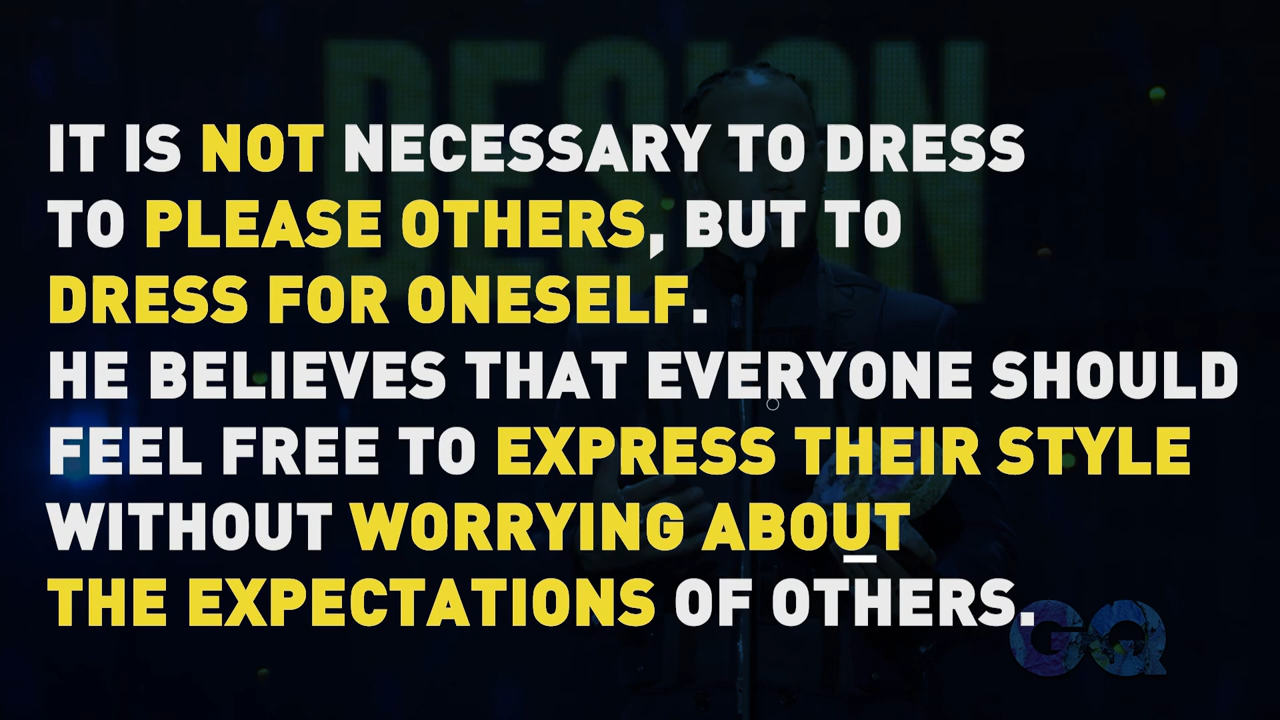 DESIGN
IT IS NOT NECESSARY TO DRESS
TO PLEASE OTHERS, BUT TO
DRESS FOR ONESELF.
HE BELIEVES THAT EVERYONE SHOULD
FEEL FREE TO EXPRESS THEIR STYLE
WITHOUT WORRYING ABOUT
THE EXPECTATIONS OF OTHERS.
GQ